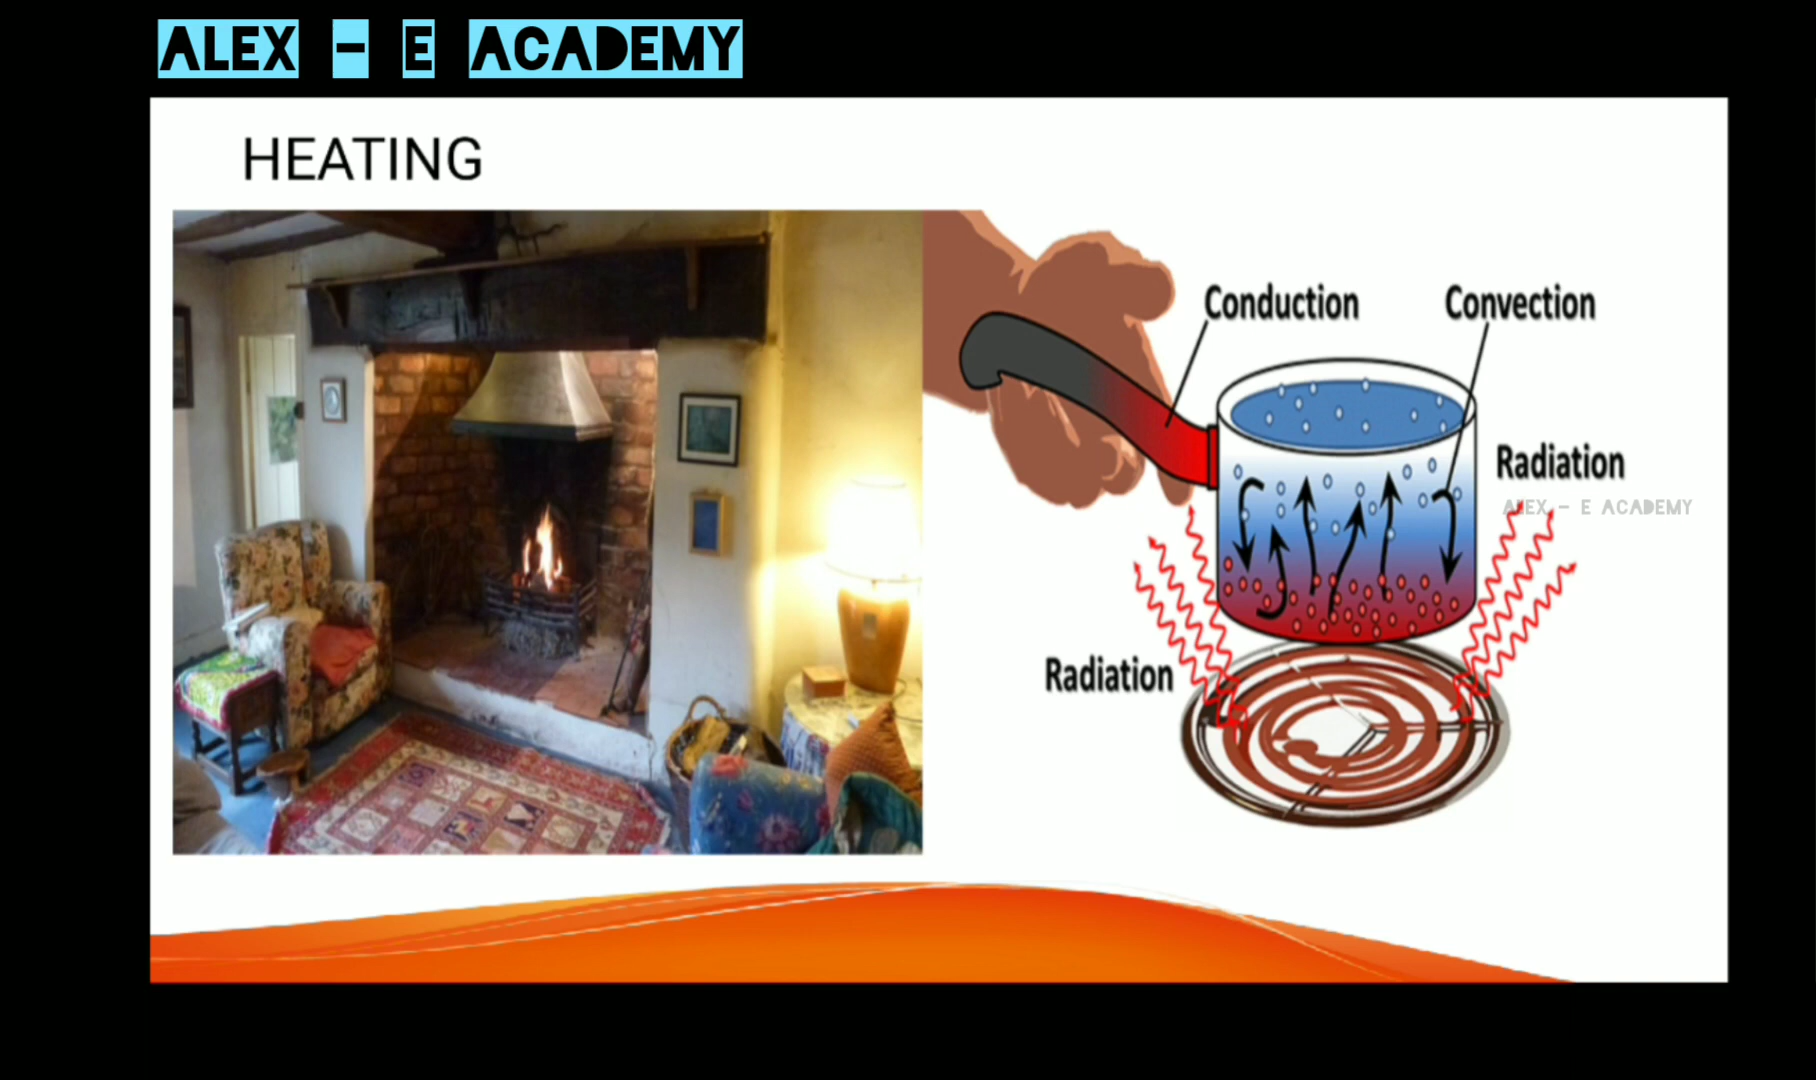 ALEX - E ACADEMY
HEATING
Conduction
Convection
Radiation
ALEX - E ACADEMY
Radiation